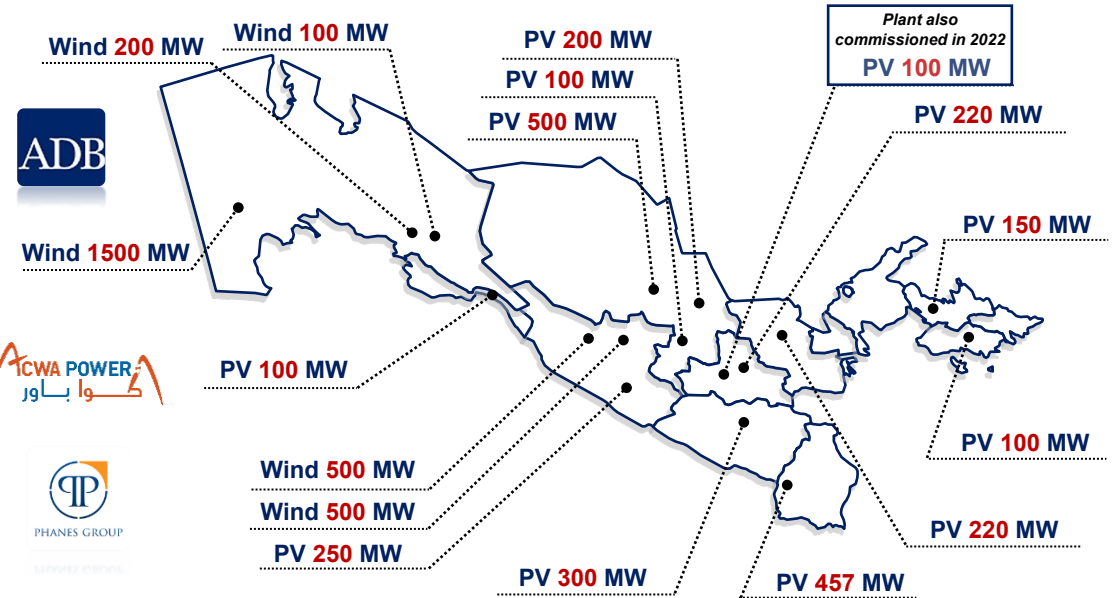 Wind 200 MW
Wind 100 MW
PV 200 MW
PV 100 MW
PV 500 MW
Plant also
commissioned in 2022
PV 100 MW
PV 220 MW
ADB
Wind 1500 MW
PV 150 MW
ACWA POWER
أكوا باور
PV 100 MW
PV 100 MW
PHANES GROUP
Wind 500 MW
Wind 500 MW
PV 250 MW
PV 220 MW
PV 300 MW
PV 457 MW